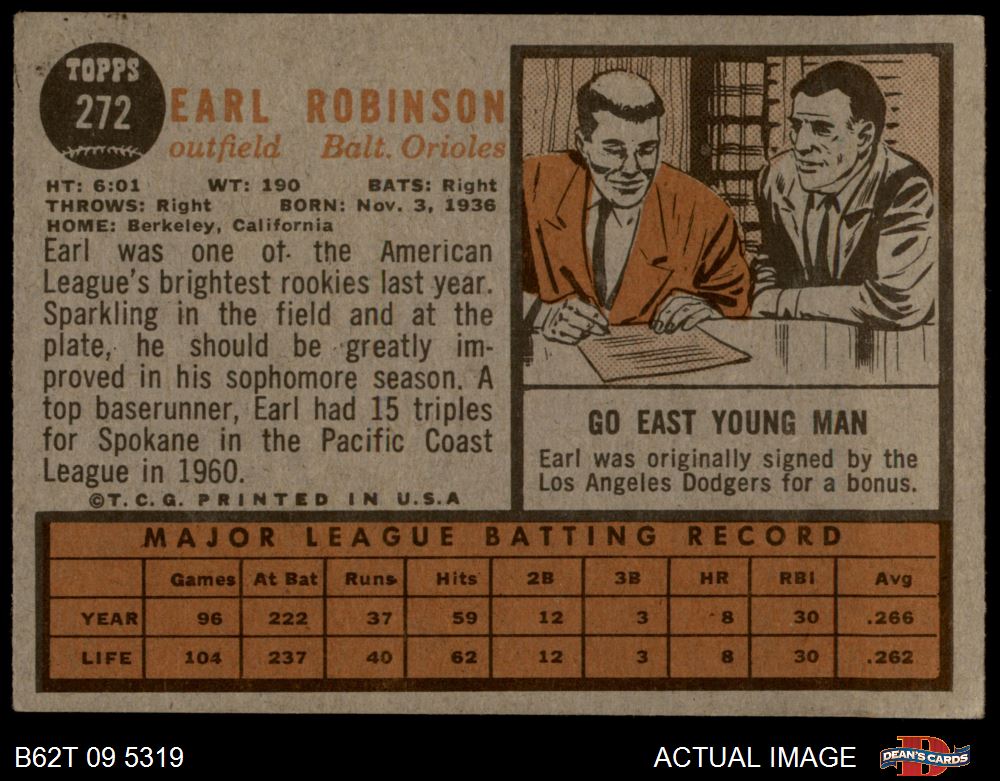 TOPPS
272
EARL ROBINSON
outfield Balt. Orioles
HT: 6:01 WT: 190 BATS: Right
THROWS: Right BORN: Nov. 3, 1936
HOME: Berkeley, California
Earl was one of the American
League's brightest rookies last year.
Sparkling in the field and at the
plate, he should be greatly im-
proved in his sophomore season. A
top baserunner, Earl had 15 triples
for Spokane in the Pacific Coast
League in 1960.
©T.C.G. PRINTED IN U.S.A
GO EAST YOUNG MAN
Earl was originally signed by the
Los Angeles Dodgers for a bonus.
MAJOR LEAGUE BATTING RECORD
Games At Bat Runs Hits 2B 3B HR RBI Avg
YEAR 96 222 37 59 12 3 8 30 .266
LIFE 104 237 40 62 12 3 8 30 .262
B62T 09 5319 ACTUAL IMAGE DEAN'S CARDS